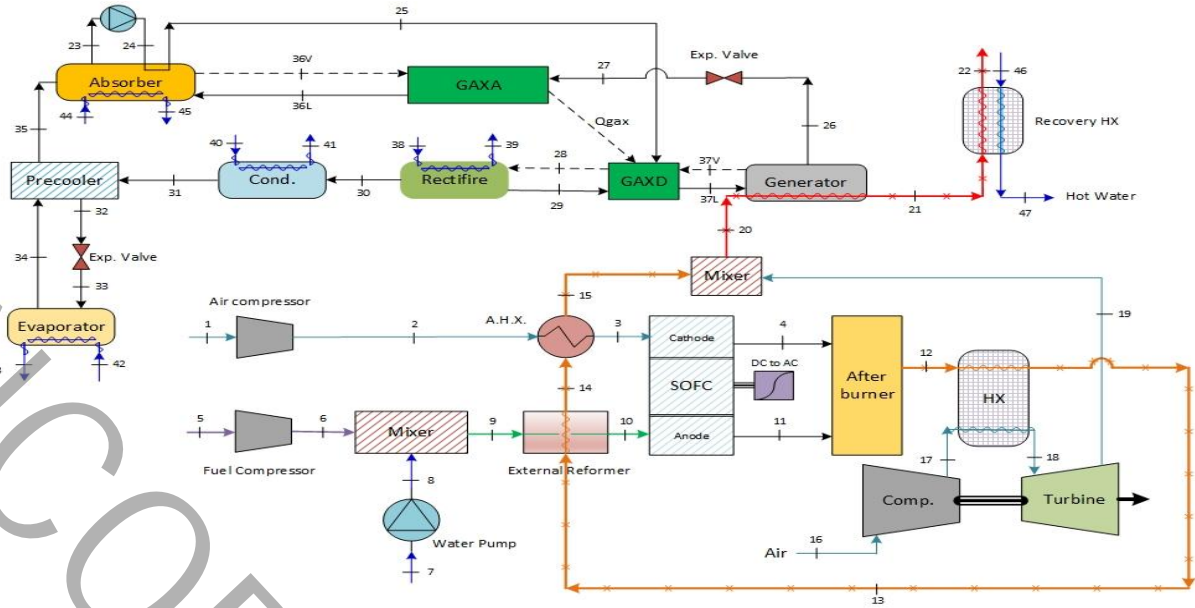 25
23
24
Absorber
36V
36L
GAXA
27
Exp. Valve
22
46
44
45
Qgax
26
Recovery HX
35
40
41
38
39
28
37V
Precooler
31
Cond.
30
Rectifire
29
GAXD
37L
Generator
21
47
Hot Water
32
34
Exp. Valve
33
20
Mixer
Evaporator
42
Air compressor
1
2
15
A.H.X.
3
Cathode
4
19
SOFC
DC to AC
After
burner
12
14
HX
5
6
Mixer
9
10
Anode
11
Fuel Compressor
External Reformer
17
18
8
Comp.
Turbine
Water Pump
7
Air
16
13